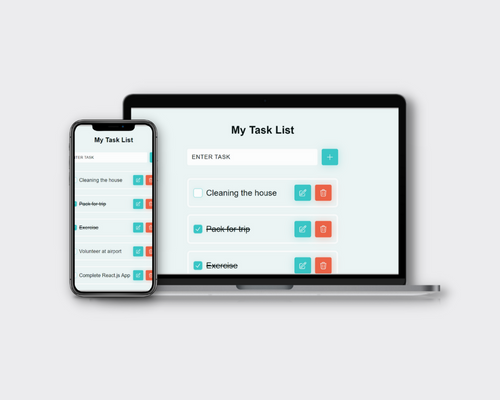 My Task List
ENTER TASK
Cleaning the house
Pack for trip
Exercise
My Task List
TER TASK
Cleaning the house
Pack for trip
Exercise
Volunteer at airport
Complete React.js App